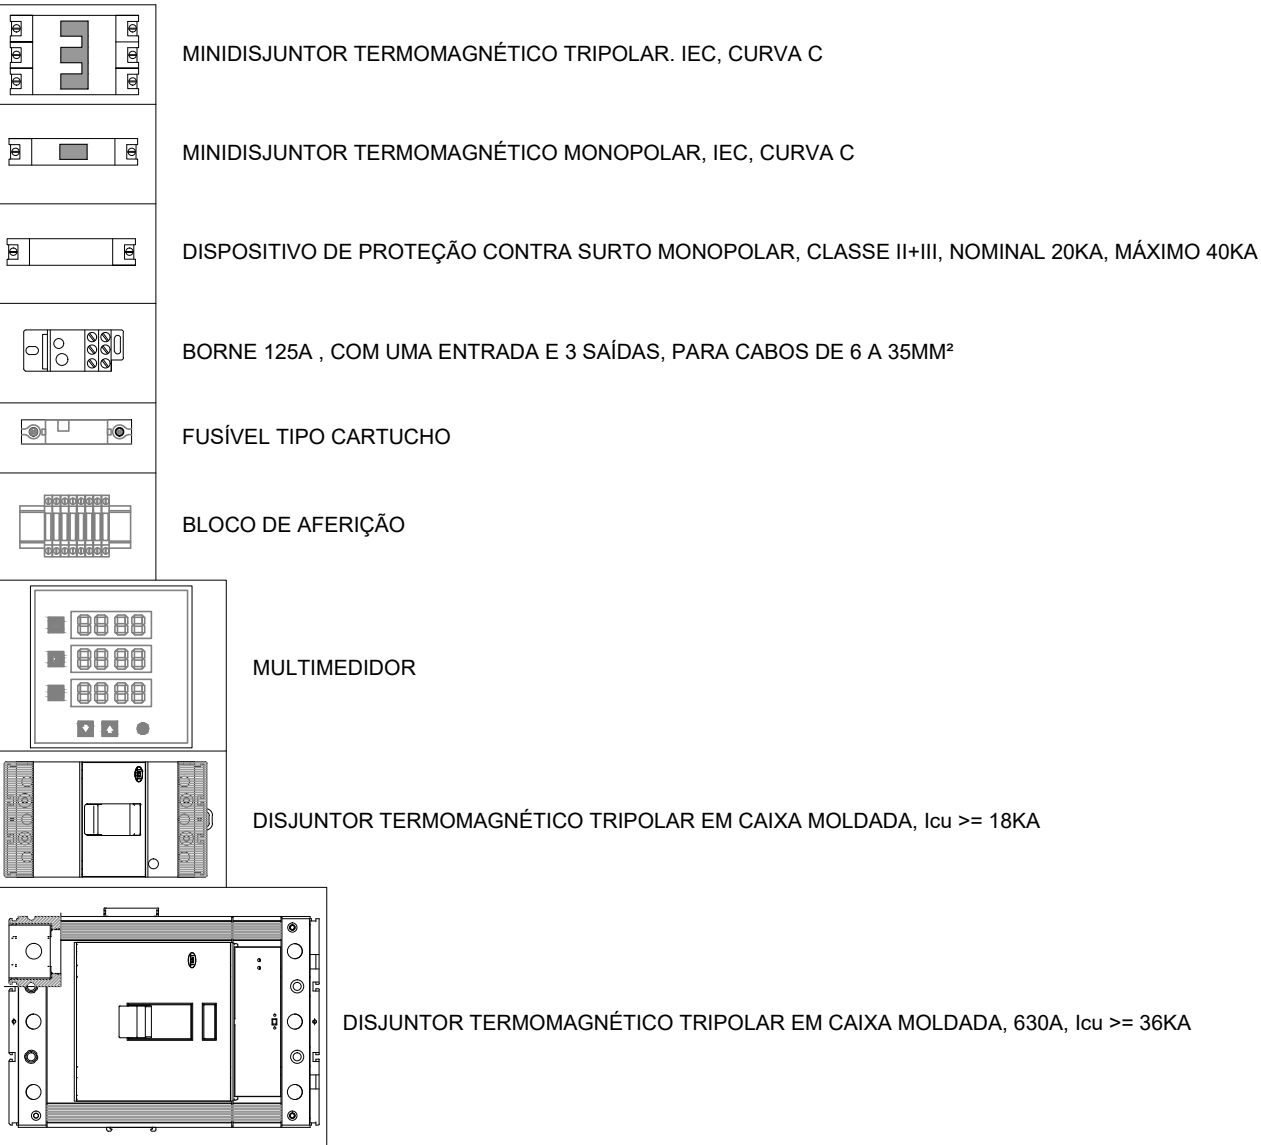 MINIDISJUNTOR TERMOMAGNÉTICO TRIPOLAR. IEC, CURVA C
MINIDISJUNTOR TERMOMAGNÉTICO MONOPOLAR, IEC, CURVA C
DISPOSITIVO DE PROTEÇÃO CONTRA SURTO MONOPOLAR, CLASSE II+III, NOMINAL 20KA, MÁXIMO 40KA
BORNE 125A , COM UMA ENTRADA E 3 SAÍDAS, PARA CABOS DE 6 A 35MM²
FUSÍVEL TIPO CARTUCHO
BLOCO DE AFERIÇÃO
8888
8888
8888
MULTIMEDIDOR
DISJUNTOR TERMOMAGNÉTICO TRIPOLAR EM CAIXA MOLDADA, Icu >= 18KA
DISJUNTOR TERMOMAGNÉTICO TRIPOLAR EM CAIXA MOLDADA, 630A, Icu >= 36KA